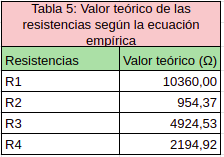 Tabla 5: Valor teórico de las
resistencias según la ecuación
empírica
Resistencias Valor teórico (Ω)
R1 10360,00
R2 954,37
R3 4924,53
R4 2194,92